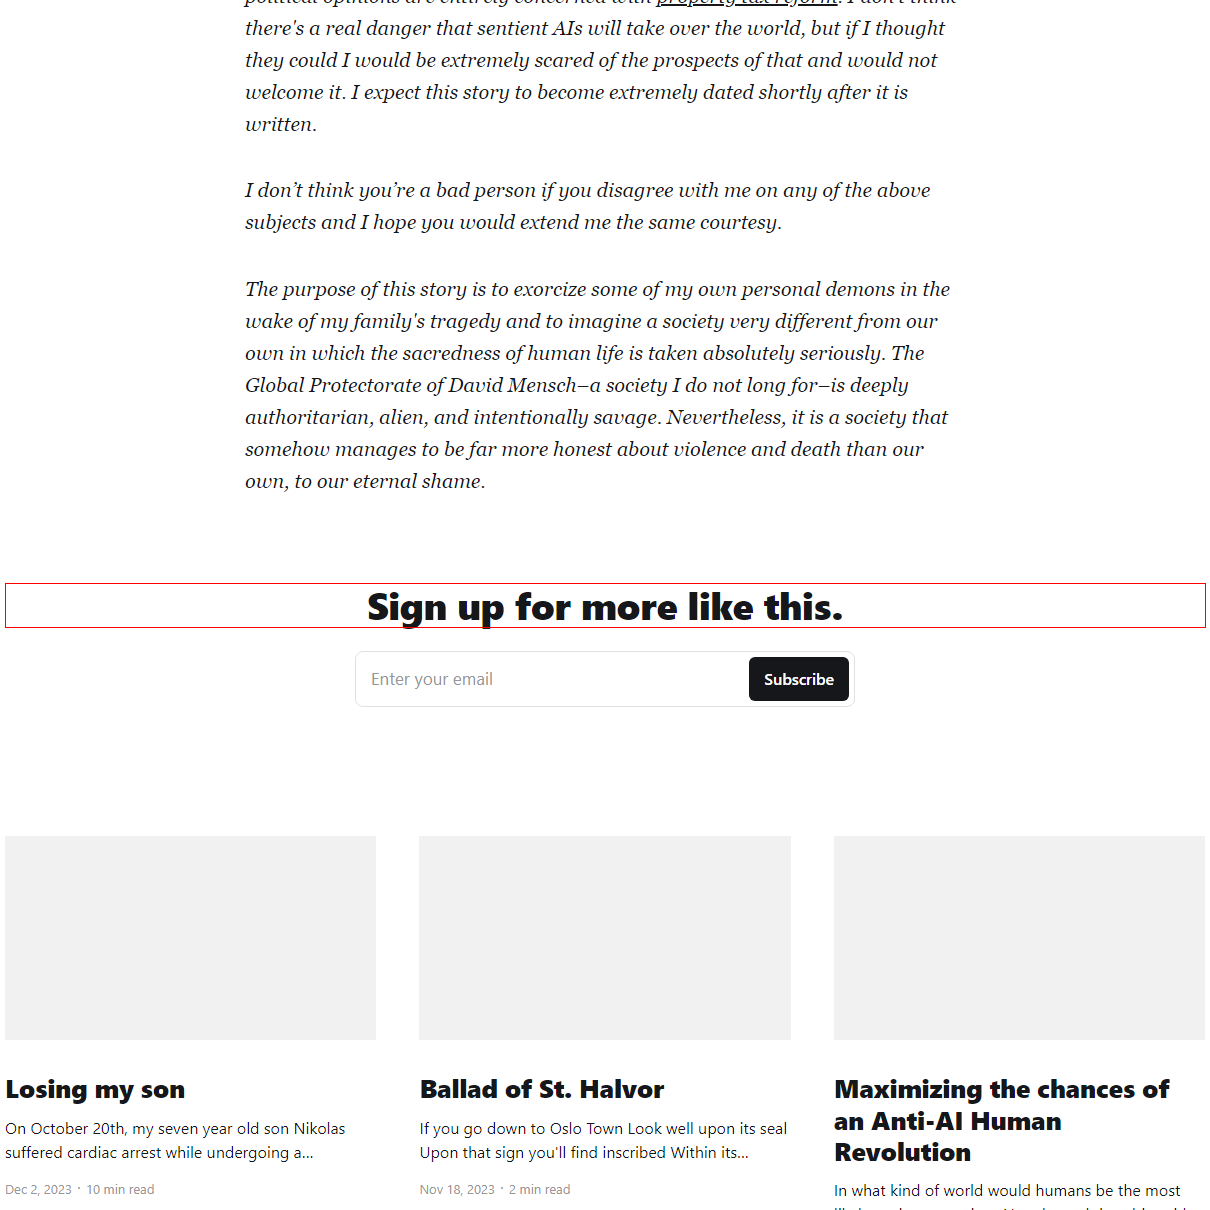 political opinions are entirely concerned with property tax reform. I don't think
there's a real danger that sentient AIs will take over the world, but if I thought
they could I would be extremely scared of the prospects of that and would not
welcome it. I expect this story to become extremely dated shortly after it is
written.
I don’t think you’re a bad person if you disagree with me on any of the above
subjects and I hope you would extend me the same courtesy.
The purpose of this story is to exorcize some of my own personal demons in the
wake of my family's tragedy and to imagine a society very different from our
own in which the sacredness of human life is taken absolutely seriously. The
Global Protectorate of David Mensch–a society I do not long for–is deeply
authoritarian, alien, and intentionally savage. Nevertheless, it is a society that
somehow manages to be far more honest about violence and death than our
own, to our eternal shame.
Sign up for more like this.
Enter your email
Subscribe
Losing my son
On October 20th, my seven year old son Nikolas
suffered cardiac arrest while undergoing a...
Dec 2, 2023 · 10 min read
Ballad of St. Halvor
If you go down to Oslo Town Look well upon its seal
Upon that sign you'll find inscribed Within its...
Nov 18, 2023 · 2 min read
Maximizing the chances of
an Anti-AI Human
Revolution
In what kind of world would humans be the most